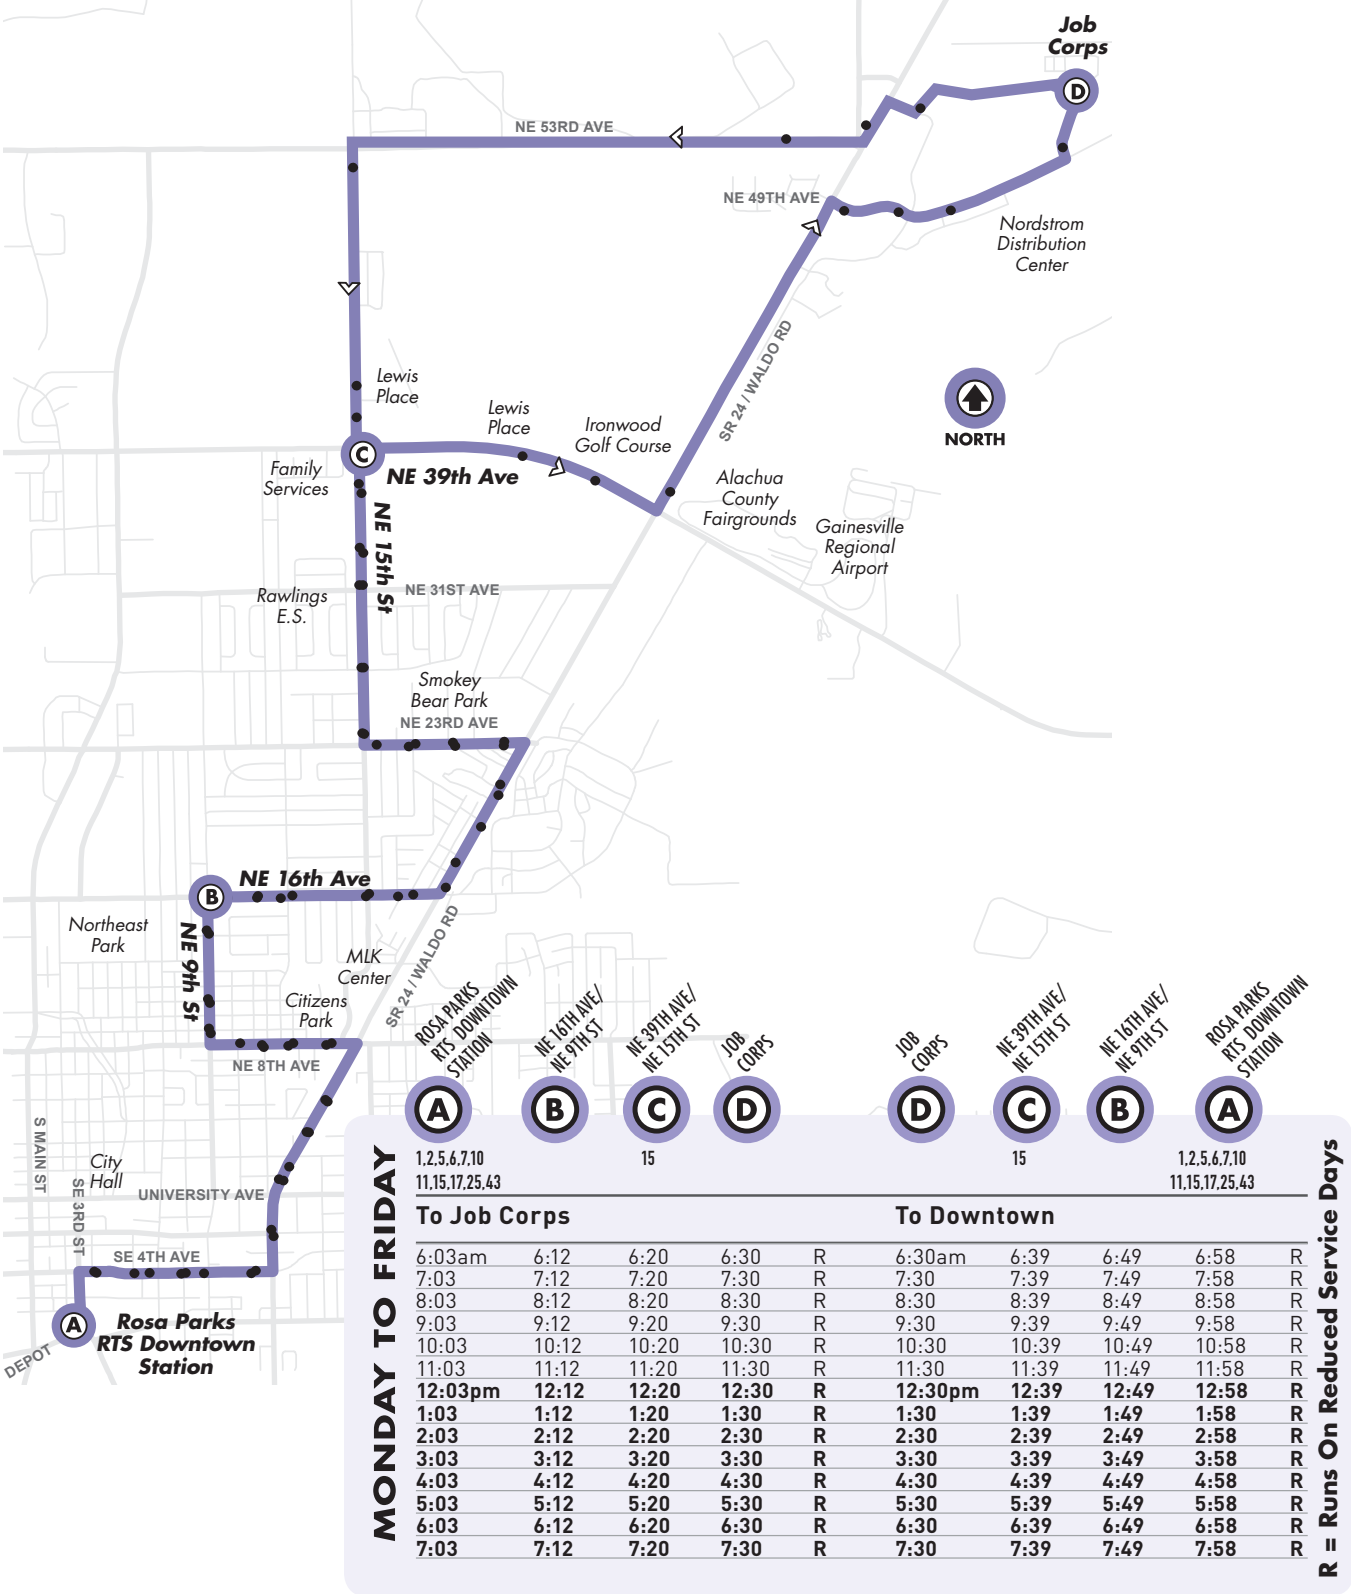 Job
Corps
D
NE 53RD AVE
NE 49TH AVE
Nordstrom
Distribution
Center
SR 24 / WALDO RD
NORTH
Lewis
Place
Lewis
Place
Ironwood
Golf Course
C
NE 39th Ave
Family
Services
Alachua
County
Fairgrounds
Gainesville
Regional
Airport
NE 15th St
NE 31ST AVE
Rawlings
E.S.
Smokey
Bear Park
NE 23RD AVE
B
NE 16th Ave
Northeast
Park
NE 9th St
MLK
Center
SR 24 / WALDO RD
Citizens
Park
NE 8TH AVE
S MAIN ST
City
Hall
SE 3RD ST
UNIVERSITY AVE
SE 4TH AVE
A
Rosa Parks
RTS Downtown
Station
DEPOT
ROSA PARKS
RTS DOWNTOWN
STATION
NE 16TH AVE/
NE 9TH ST
NE 39TH AVE/
NE 15TH ST
JOB
CORPS
JOB
CORPS
NE 39TH AVE/
NE 15TH ST
NE 16TH AVE/
NE 9TH ST
ROSA PARKS
RTS DOWNTOWN
STATION
A B C D D C B A
1,2,5,6,7,10 15 15 1,2,5,6,7,10
11,15,17,25,43 11,15,17,25,43
MONDAY TO FRIDAY
To Job Corps To Downtown
6:03am 6:12 6:20 6:30 R 6:30am 6:39 6:49 6:58 R
7:03 7:12 7:20 7:30 R 7:30 7:39 7:49 7:58 R
8:03 8:12 8:20 8:30 R 8:30 8:39 8:49 8:58 R
9:03 9:12 9:20 9:30 R 9:30 9:39 9:49 9:58 R
10:03 10:12 10:20 10:30 R 10:30 10:39 10:49 10:58 R
11:03 11:12 11:20 11:30 R 11:30 11:39 11:49 11:58 R
12:03pm 12:12 12:20 12:30 R 12:30pm 12:39 12:49 12:58 R
1:03 1:12 1:20 1:30 R 1:30 1:39 1:49 1:58 R
2:03 2:12 2:20 2:30 R 2:30 2:39 2:49 2:58 R
3:03 3:12 3:20 3:30 R 3:30 3:39 3:49 3:58 R
4:03 4:12 4:20 4:30 R 4:30 4:39 4:49 4:58 R
5:03 5:12 5:20 5:30 R 5:30 5:39 5:49 5:58 R
6:03 6:12 6:20 6:30 R 6:30 6:39 6:49 6:58 R
7:03 7:12 7:20 7:30 R 7:30 7:39 7:49 7:58 R
R = Runs On Reduced Service Days